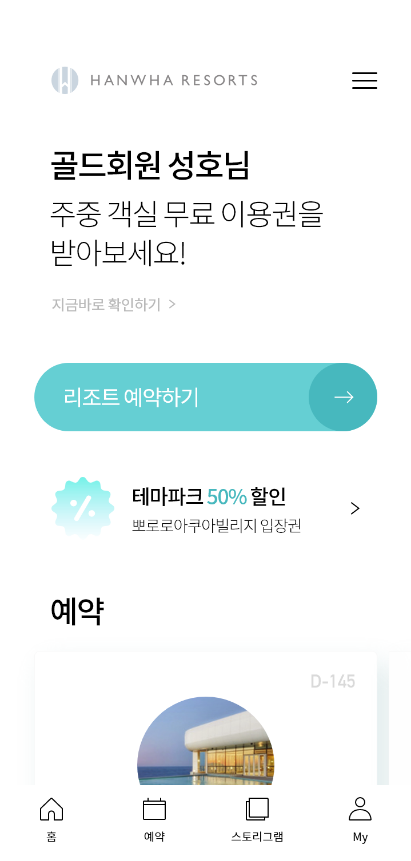 HANWHA RESORTS
골드회원 성호님
주중 객실 무료 이용권을
받아보세요!
지금바로 확인하기 >
리조트 예약하기
테마파크 50% 할인
뽀로로아쿠아빌리지 입장권
예약
D-145
홈
예약
스토리그램
My